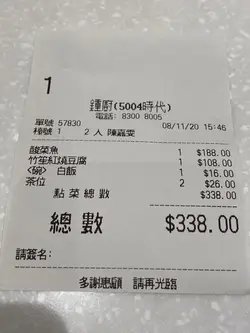 1
鍾廚(5004時代)
電話: 8300 8005
單號 57830 08/11/20 15:46
檯號 1 2 人 陳嘉雯
酸菜魚 1 $188.00
竹笙紅燒豆腐 1 $108.00
<碗> 白飯 1 $16.00
茶位 2 $26.00
點菜總數 $338.00
總數 $338.00
請簽名:
多謝惠顧 請再光臨